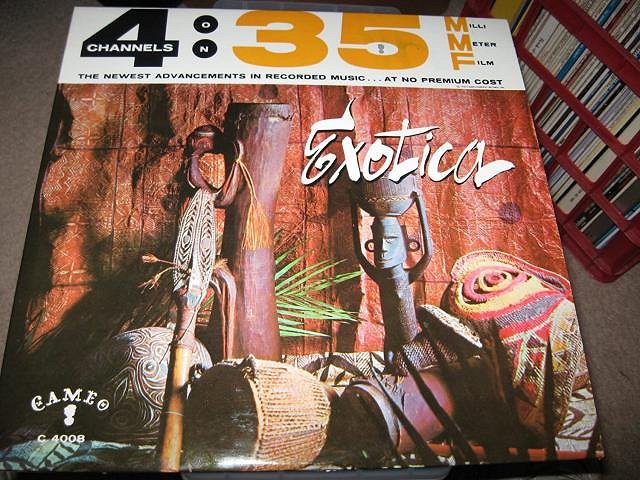 4 CHANNELS ON 35 MILLI METER FILM
THE NEWEST ADVANCEMENTS IN RECORDED MUSIC... AT NO PREMIUM COST
Exotica
CAMEO
C 4008